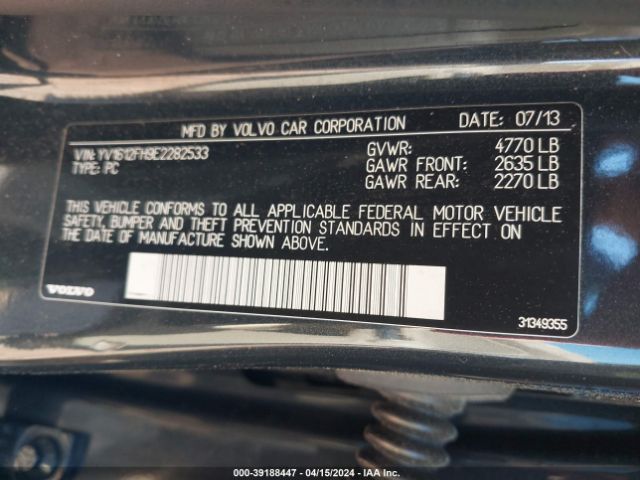 MFD BY VOLVO CAR CORPORATION DATE: 07/13
VIN: YV1612FH9E2282533 GVWR: 4770 LB
TYPE: PC GAWR FRONT: 2635 LB
GAWR REAR: 2270 LB
THIS VEHICLE CONFORMS TO ALL APPLICABLE FEDERAL MOTOR VEHICLE
SAFETY, BUMPER AND THEFT PREVENTION STANDARDS IN EFFECT ON
THE DATE OF MANUFACTURE SHOWN ABOVE.
VOLVO
31349355
000-39188447 - 04/15/2024 - IAA Inc.